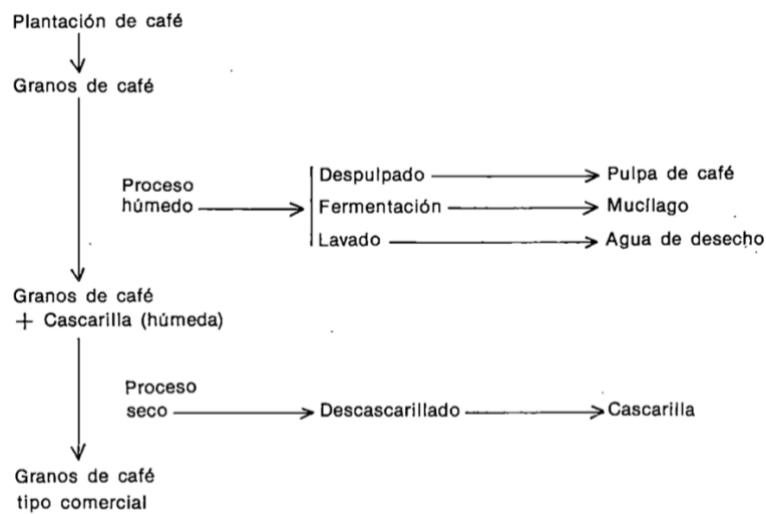 Plantación de café
Granos de café
Proceso
húmedo
Despulpado
Pulpa de café
Fermentación
Mucílago
Lavado
Agua de desecho
Granos de café
+ Cascarilla (húmeda)
Proceso
seco
Descascarillado
Cascarilla
Granos de café
tipo comercial